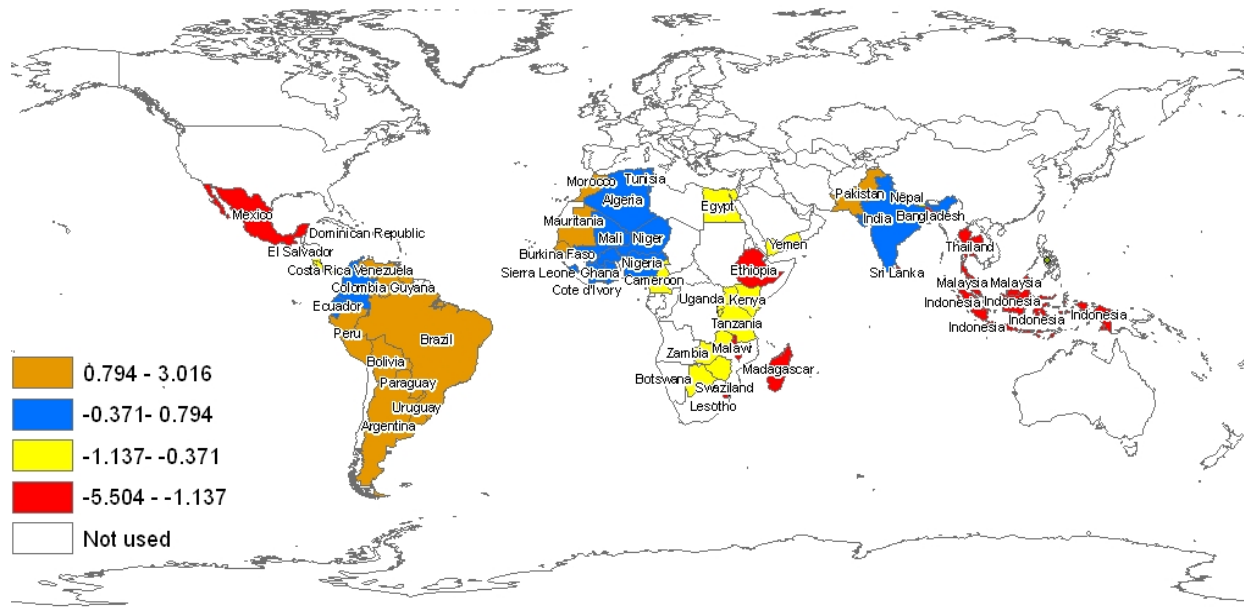 Mexico
Dominican Republic
El Salvador
Costa Rica
Venezuela
Colombia
Guyana
Ecuador
Peru
Brazil
Bolivia
Paraguay
Uruguay
Argentina
Morocco
Tunisia
Algeria
Mauritania
Mali
Niger
Burkina Faso
Nigeria
Sierra Leone
Ghana
Cameroon
Cote d'Ivory
Egypt
Yemen
Ethiopia
Uganda
Kenya
Tanzania
Zambia
Malawi
Madagascar
Botswana
Swaziland
Lesotho
Pakistan
Nepal
India
Bangladesh
Sri Lanka
Thailand
Malaysia
Malaysia
Indonesia
Indonesia
Indonesia
Indonesia
Indonesia
0.794 - 3.016
-0.371- 0.794
-1.137- -0.371
-5.504 - -1.137
Not used